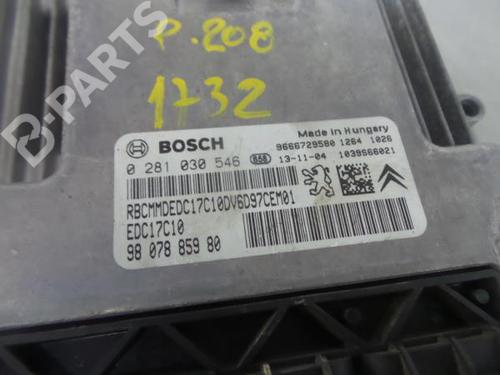 B-PARTS
P.208
1732
BOSCH
Made in Hungary
9666729580 1264 1026
0 281 030 546 658 13-11-04 1039S66021
RBCMMDEDC17C10DV6D97CEM01
EDC17C10
98 078 859 80